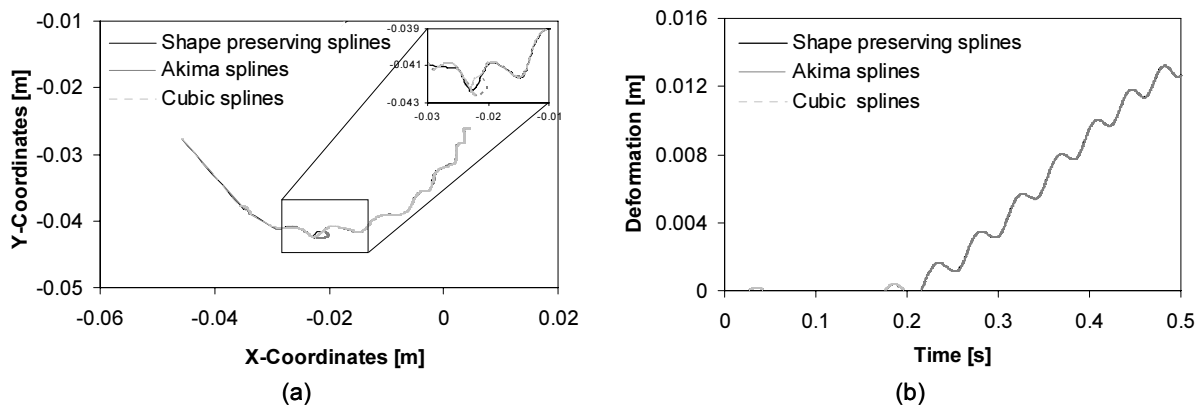 -0.01
-0.02
-0.03
-0.04
-0.05
Y-Coordinates [m]
Shape preserving splines
Akima splines
Cubic splines
-0.039
-0.041
-0.043
-0.03
-0.02
-0.01
-0.06
-0.04
-0.02
0
0.02
X-Coordinates [m]
(a)
0.016
0.012
0.008
0.004
0
Deformation [m]
Shape preserving splines
Akima splines
Cubic splines
0
0.1
0.2
0.3
0.4
0.5
Time [s]
(b)